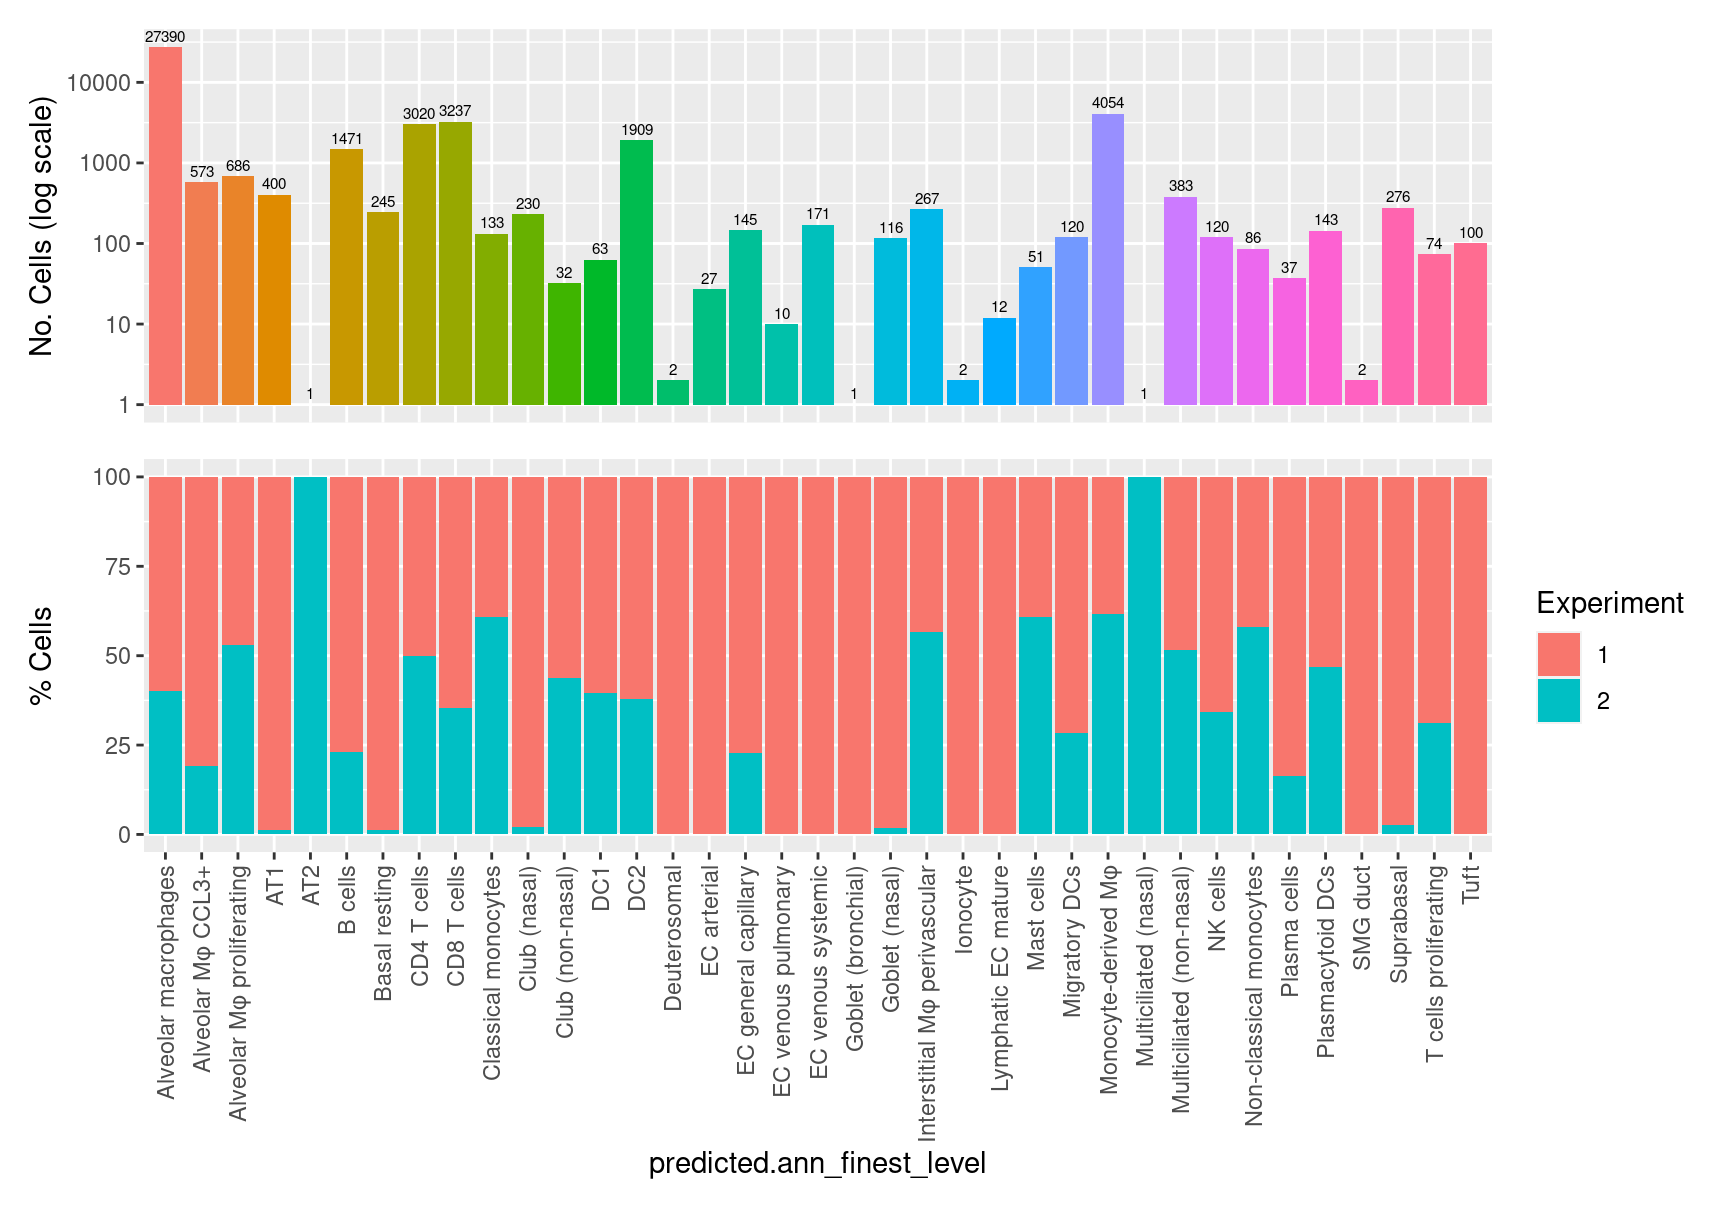 27390
573
686
400
1
1471
245
3020
3237
133
230
32
63
1909
2
27
145
10
171
1
116
267
2
12
51
120
4054
1
383
120
86
37
143
2
276
74
100
No. Cells (log scale)
10000
1000
100
10
1
% Cells
100
75
50
25
0
Alveolar macrophages
Alveolar Mφ CCL3+
Alveolar Mφ proliferating
AT1
AT2
B cells
Basal resting
CD4 T cells
CD8 T cells
Classical monocytes
Club (nasal)
Club (non-nasal)
DC1
DC2
Deuterosomal
EC arterial
EC general capillary
EC venous pulmonary
EC venous systemic
Goblet (bronchial)
Goblet (nasal)
Interstitial Mφ perivascular
Ionocyte
Lymphatic EC mature
Mast cells
Migratory DCs
Monocyte-derived Mφ
Multiciliated (nasal)
Multiciliated (non-nasal)
NK cells
Non-classical monocytes
Plasma cells
Plasmacytoid DCs
SMG duct
Suprabasal
T cells proliferating
Tuft
predicted.ann_finest_level
Experiment
1
2